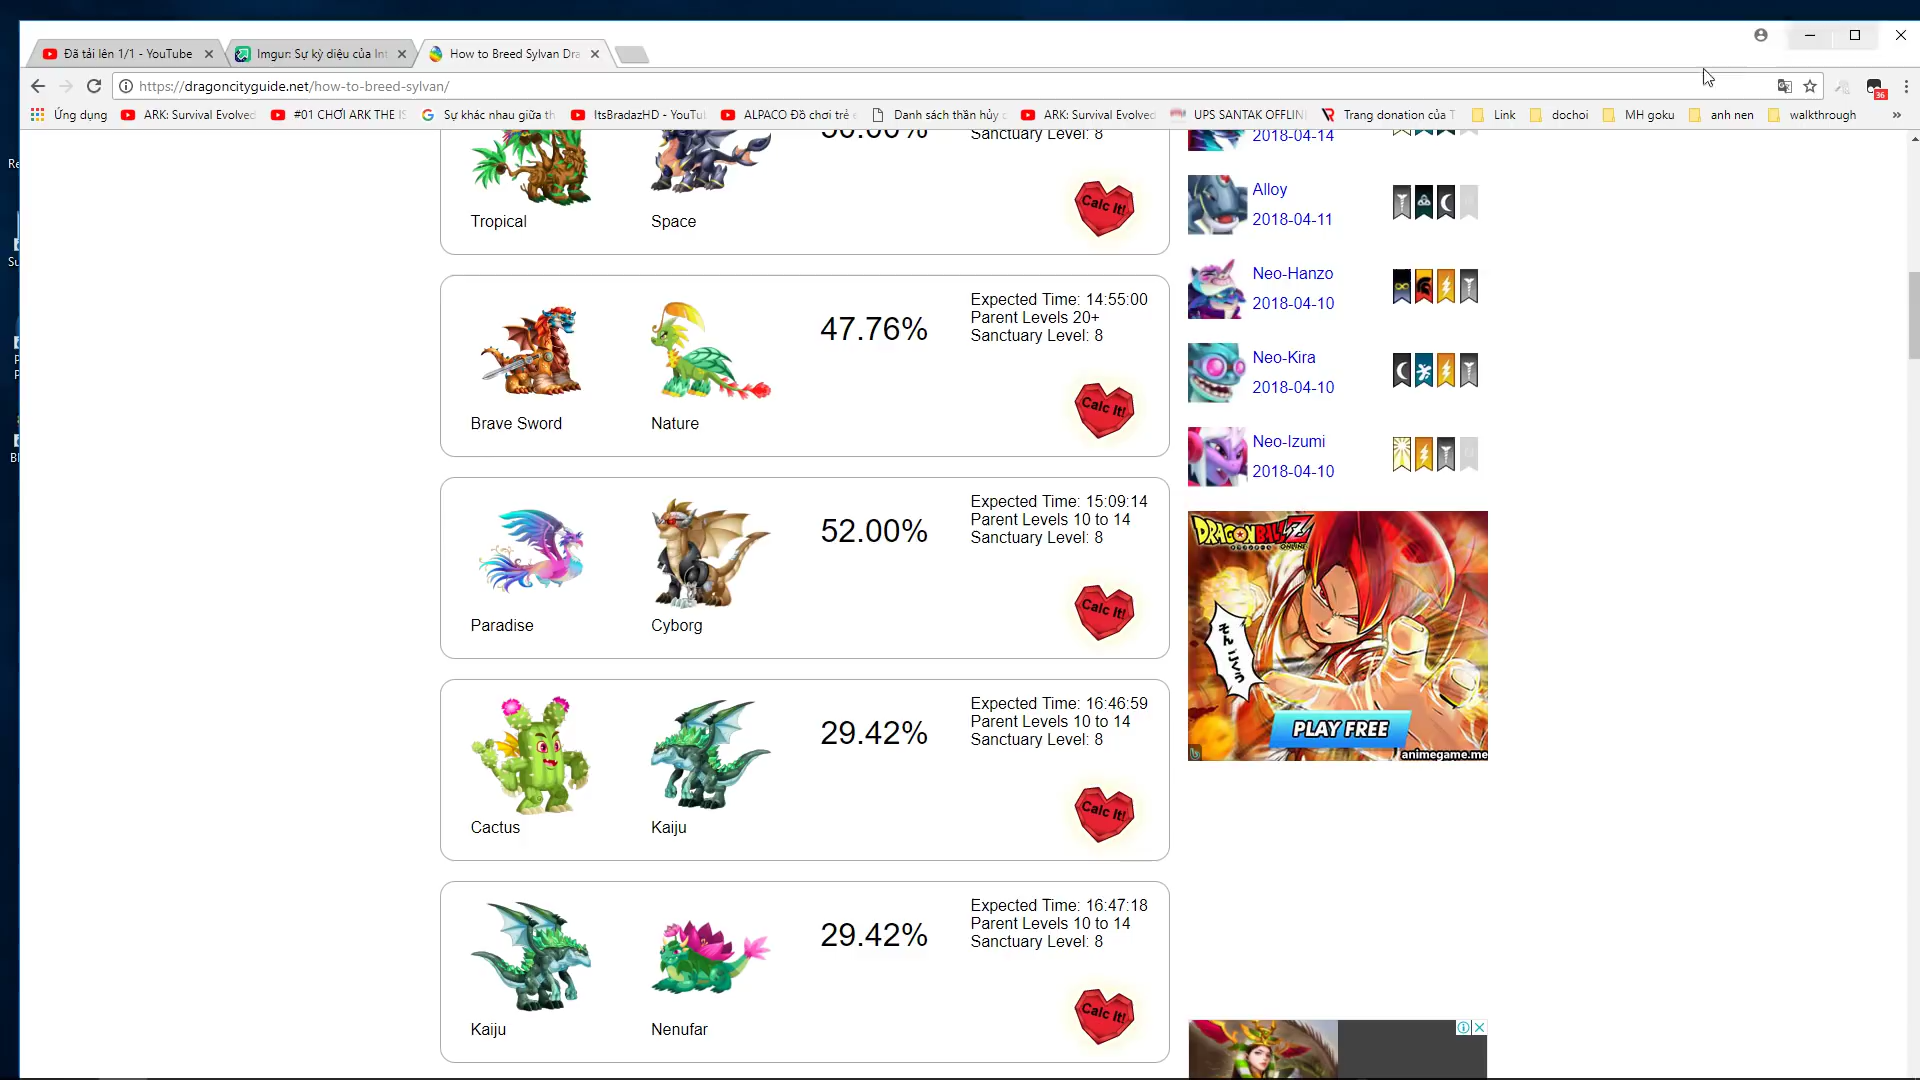 Đã tải lên 1/1 - YouTube
Imgur: Sự kỳ diệu của Int
How to Breed Sylvan Dra
https://dragoncityguide.net/how-to-breed-sylvan/
36
Ứng dụng
ARK: Survival Evolved
#01 CHƠI ARK THE IS
Sự khác nhau giữa th
ItsBradazHD - YouTu
ALPACO Đồ chơi trẻ e
Danh sách thần hủy
ARK: Survival Evolved
UPS SANTAK OFFLIN
Trang donation của T
Link
dochoi
MH goku
anh nen
walkthrough
»
Sanctuary Level: 8
Calc It!
Tropical
Space
Expected Time: 14:55:00
Parent Levels 20+
Sanctuary Level: 8
47.76%
Calc It!
Brave Sword
Nature
Expected Time: 15:09:14
Parent Levels 10 to 14
Sanctuary Level: 8
52.00%
Calc It!
Paradise
Cyborg
Expected Time: 16:46:59
Parent Levels 10 to 14
Sanctuary Level: 8
29.42%
Calc It!
Cactus
Kaiju
Expected Time: 16:47:18
Parent Levels 10 to 14
Sanctuary Level: 8
29.42%
Calc It!
Kaiju
Nenufar
2018-04-14
Alloy
2018-04-11
Neo-Hanzo
2018-04-10
Neo-Kira
2018-04-10
Neo-Izumi
2018-04-10
DRAGONBALL Z
ONLINE
そんごくう
PLAY FREE
animegame.me